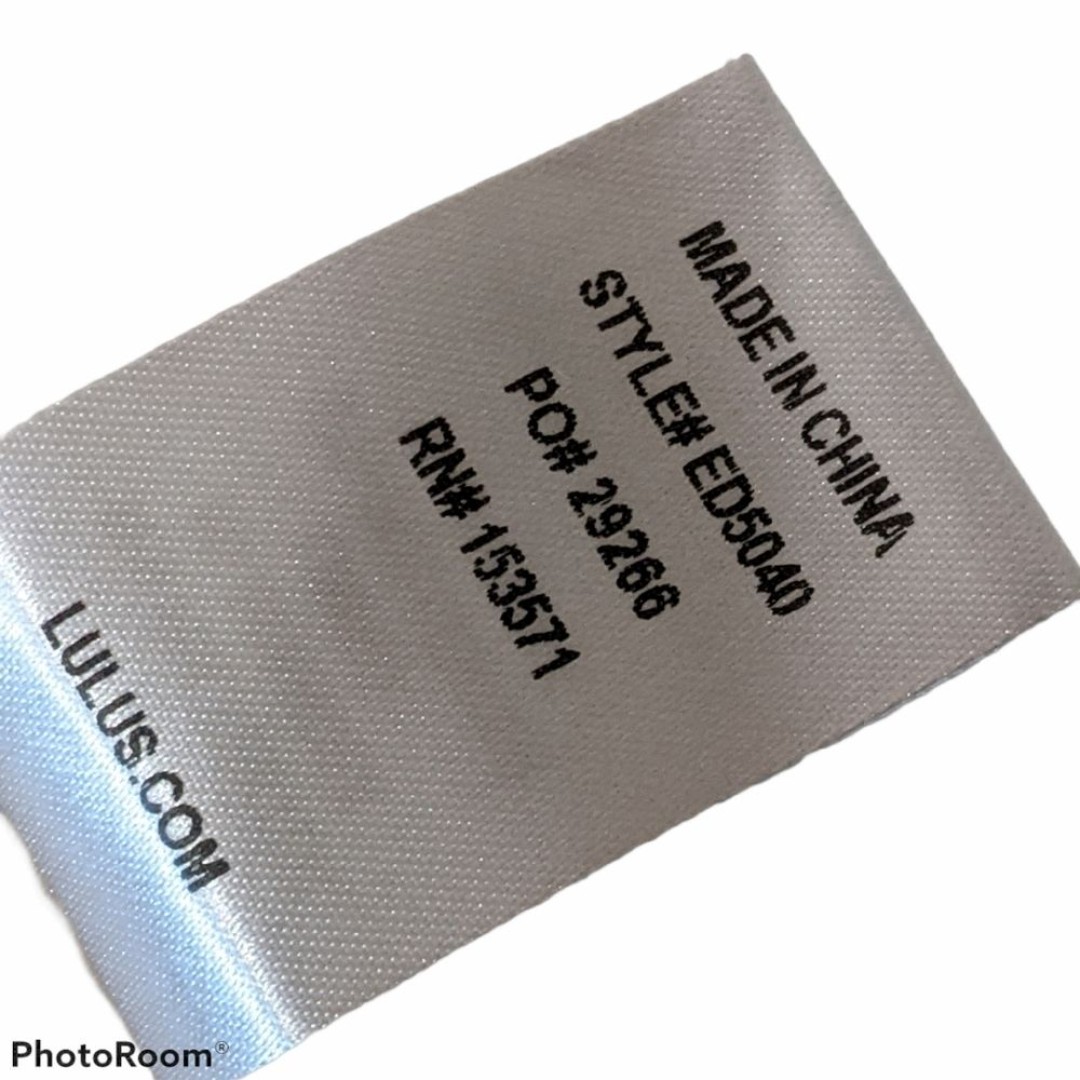 MADE IN CHINA
STYLE# ED5040
PO# 29266
RN# 153571
LULUS.COM
PhotoRoom®